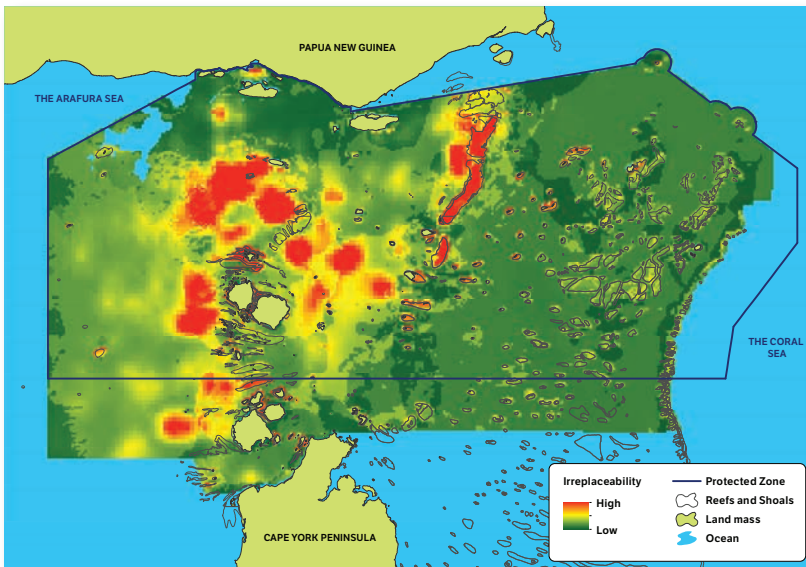 PAPUA NEW GUINEA
THE ARAFURA SEA
THE CORAL
SEA
CAPE YORK PENINSULA
Irreplaceability
High
Low
Protected Zone
Reefs and Shoals
Land mass
Ocean